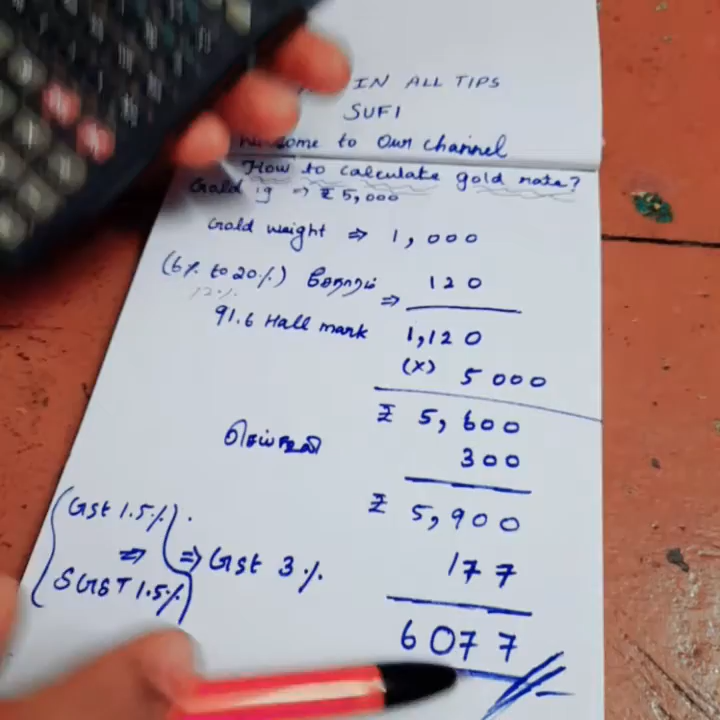 IN ALL TIPS
SUFI
to Our channel
How to calculate gold rate?
Gold 1g ⇒ ₹ 5,000
Gold weight ⇒ 1,000
(6% to 20%) சேதாரம் ⇒ 120
12%
91.6 Hall mark 1,120
(x) 5000
₹ 5,600
செய்கூலி 300
₹ 5,900
(Gst 1.5%)
⇒ ⇒ Gst 3% 177
SGST 1.5%
6077